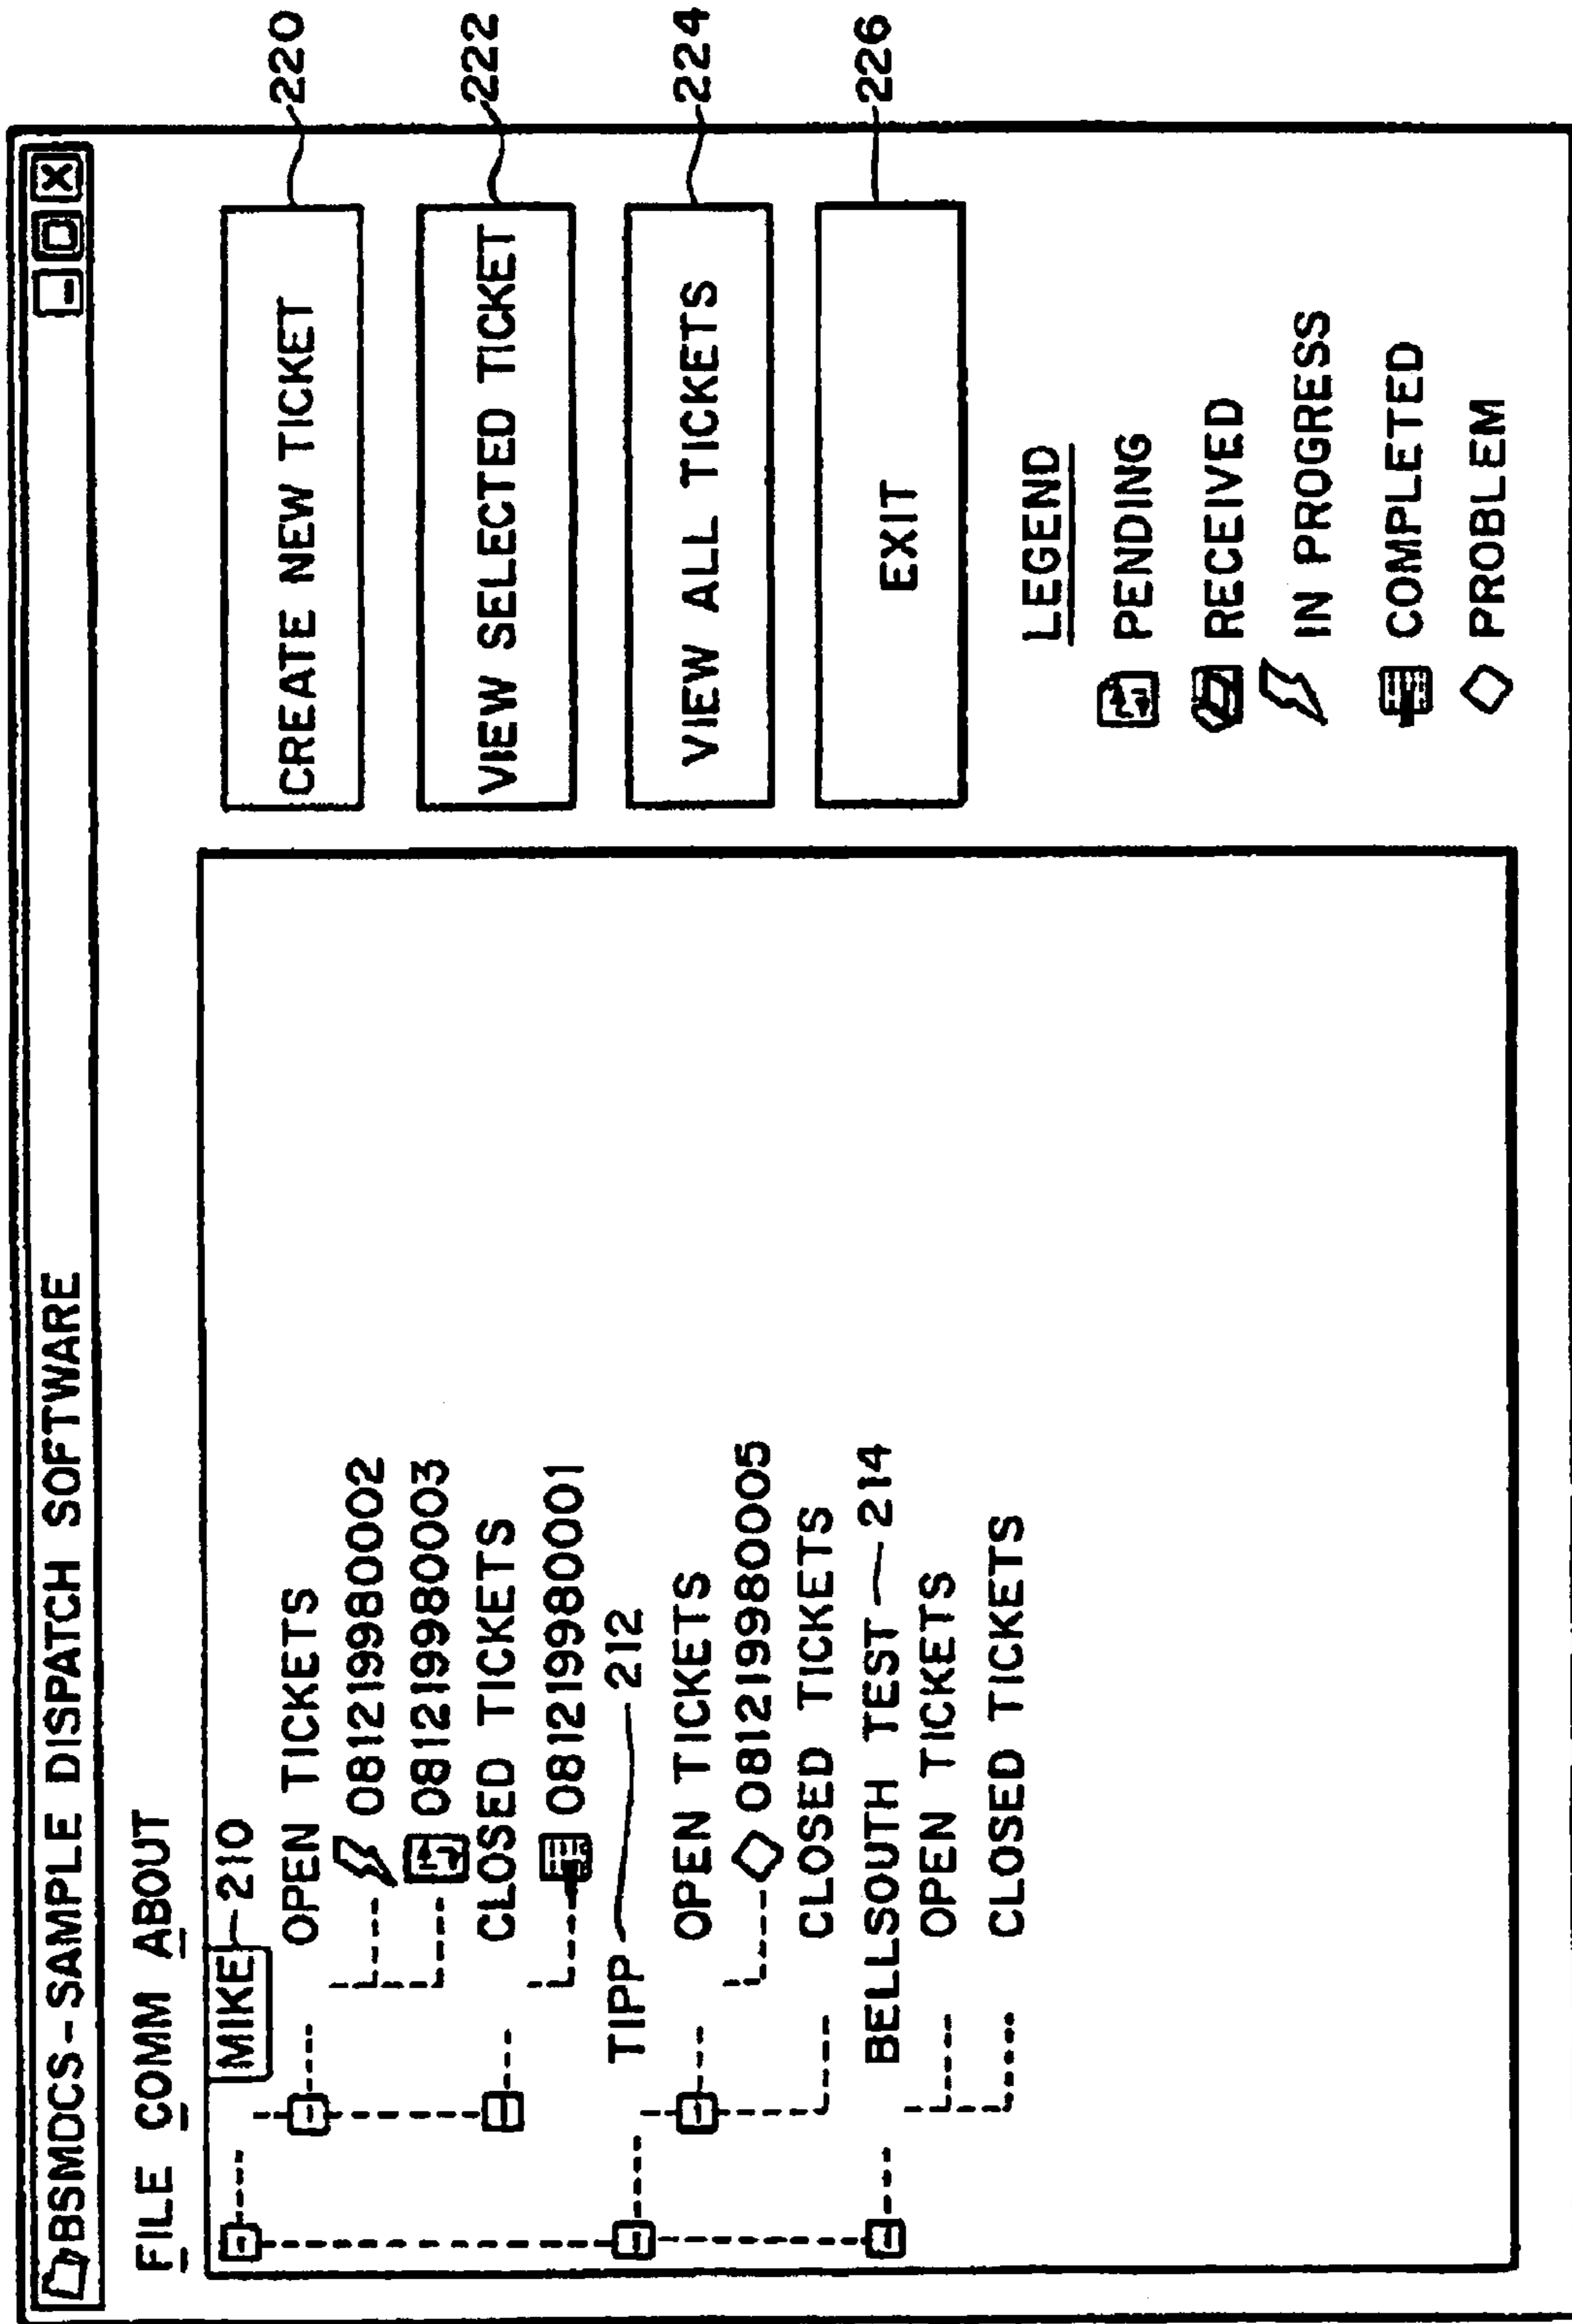 BSMDCS-SAMPLE DISPATCH SOFTWARE
FILE COMM ABOUT
MIKE 210
OPEN TICKETS
081219980002
081219980003
CLOSED TICKETS
081219980001
TIPP 212
OPEN TICKETS
081219980005
CLOSED TICKETS
BELLSOUTH TEST 214
OPEN TICKETS
CLOSED TICKETS
CREATE NEW TICKET 220
VIEW SELECTED TICKET 222
VIEW ALL TICKETS 224
EXIT 226
LEGEND
PENDING
RECEIVED
IN PROGRESS
COMPLETED
PROBLEM